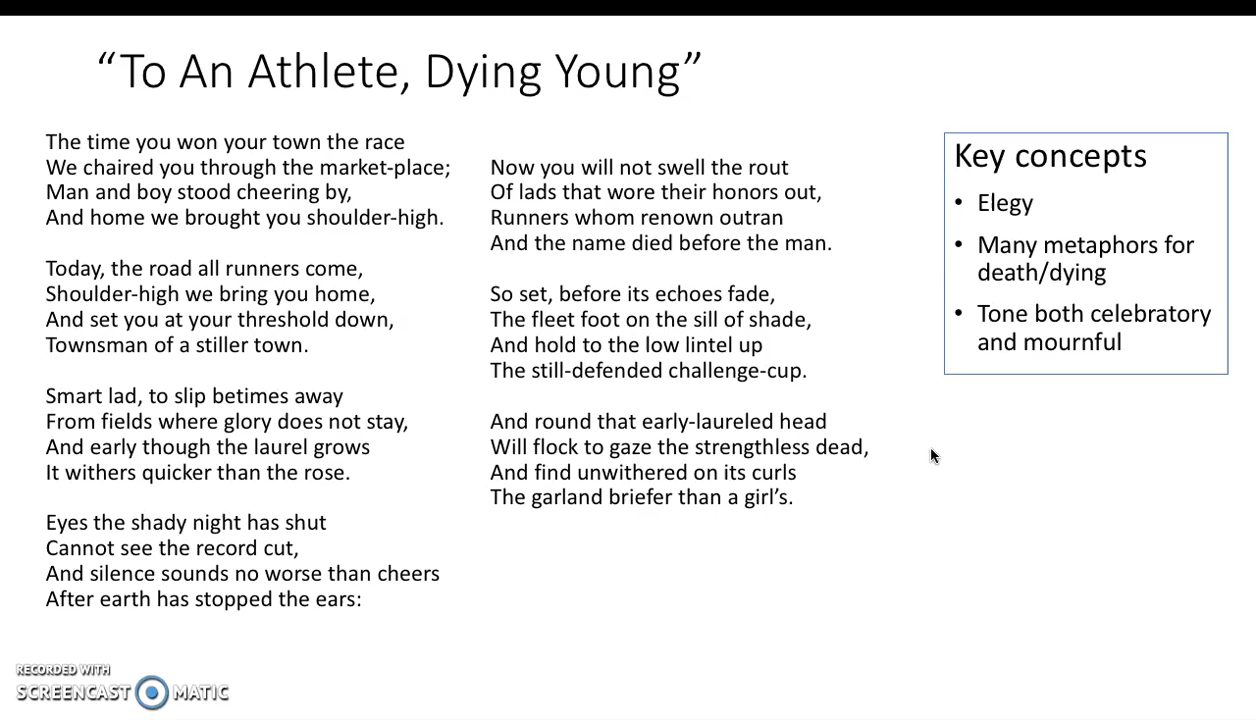 “To An Athlete, Dying Young”
The time you won your town the race
We chaired you through the market-place;
Man and boy stood cheering by,
And home we brought you shoulder-high.
Today, the road all runners come,
Shoulder-high we bring you home,
And set you at your threshold down,
Townsman of a stiller town.
Smart lad, to slip betimes away
From fields where glory does not stay,
And early though the laurel grows
It withers quicker than the rose.
Eyes the shady night has shut
Cannot see the record cut,
And silence sounds no worse than cheers
After earth has stopped the ears:
Now you will not swell the rout
Of lads that wore their honors out,
Runners whom renown outran
And the name died before the man.
So set, before its echoes fade,
The fleet foot on the sill of shade,
And hold to the low lintel up
The still-defended challenge-cup.
And round that early-laureled head
Will flock to gaze the strengthless dead,
And find unwithered on its curls
The garland briefer than a girl’s.
Key concepts
• Elegy
• Many metaphors for
death/dying
• Tone both celebratory
and mournful
RECORDED WITH
SCREENCAST MATIC